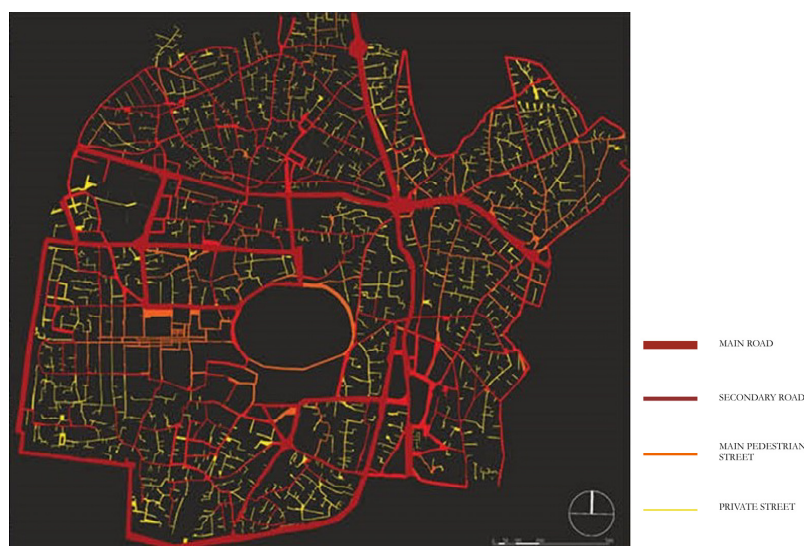 MAIN ROAD
SECONDARY ROAD
MAIN PEDESTRIAN
STREET
PRIVATE STREET